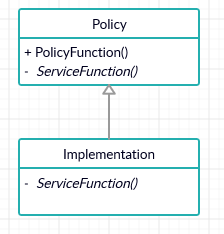 Policy
+ PolicyFunction()
- ServiceFunction()
Implementation
- ServiceFunction()